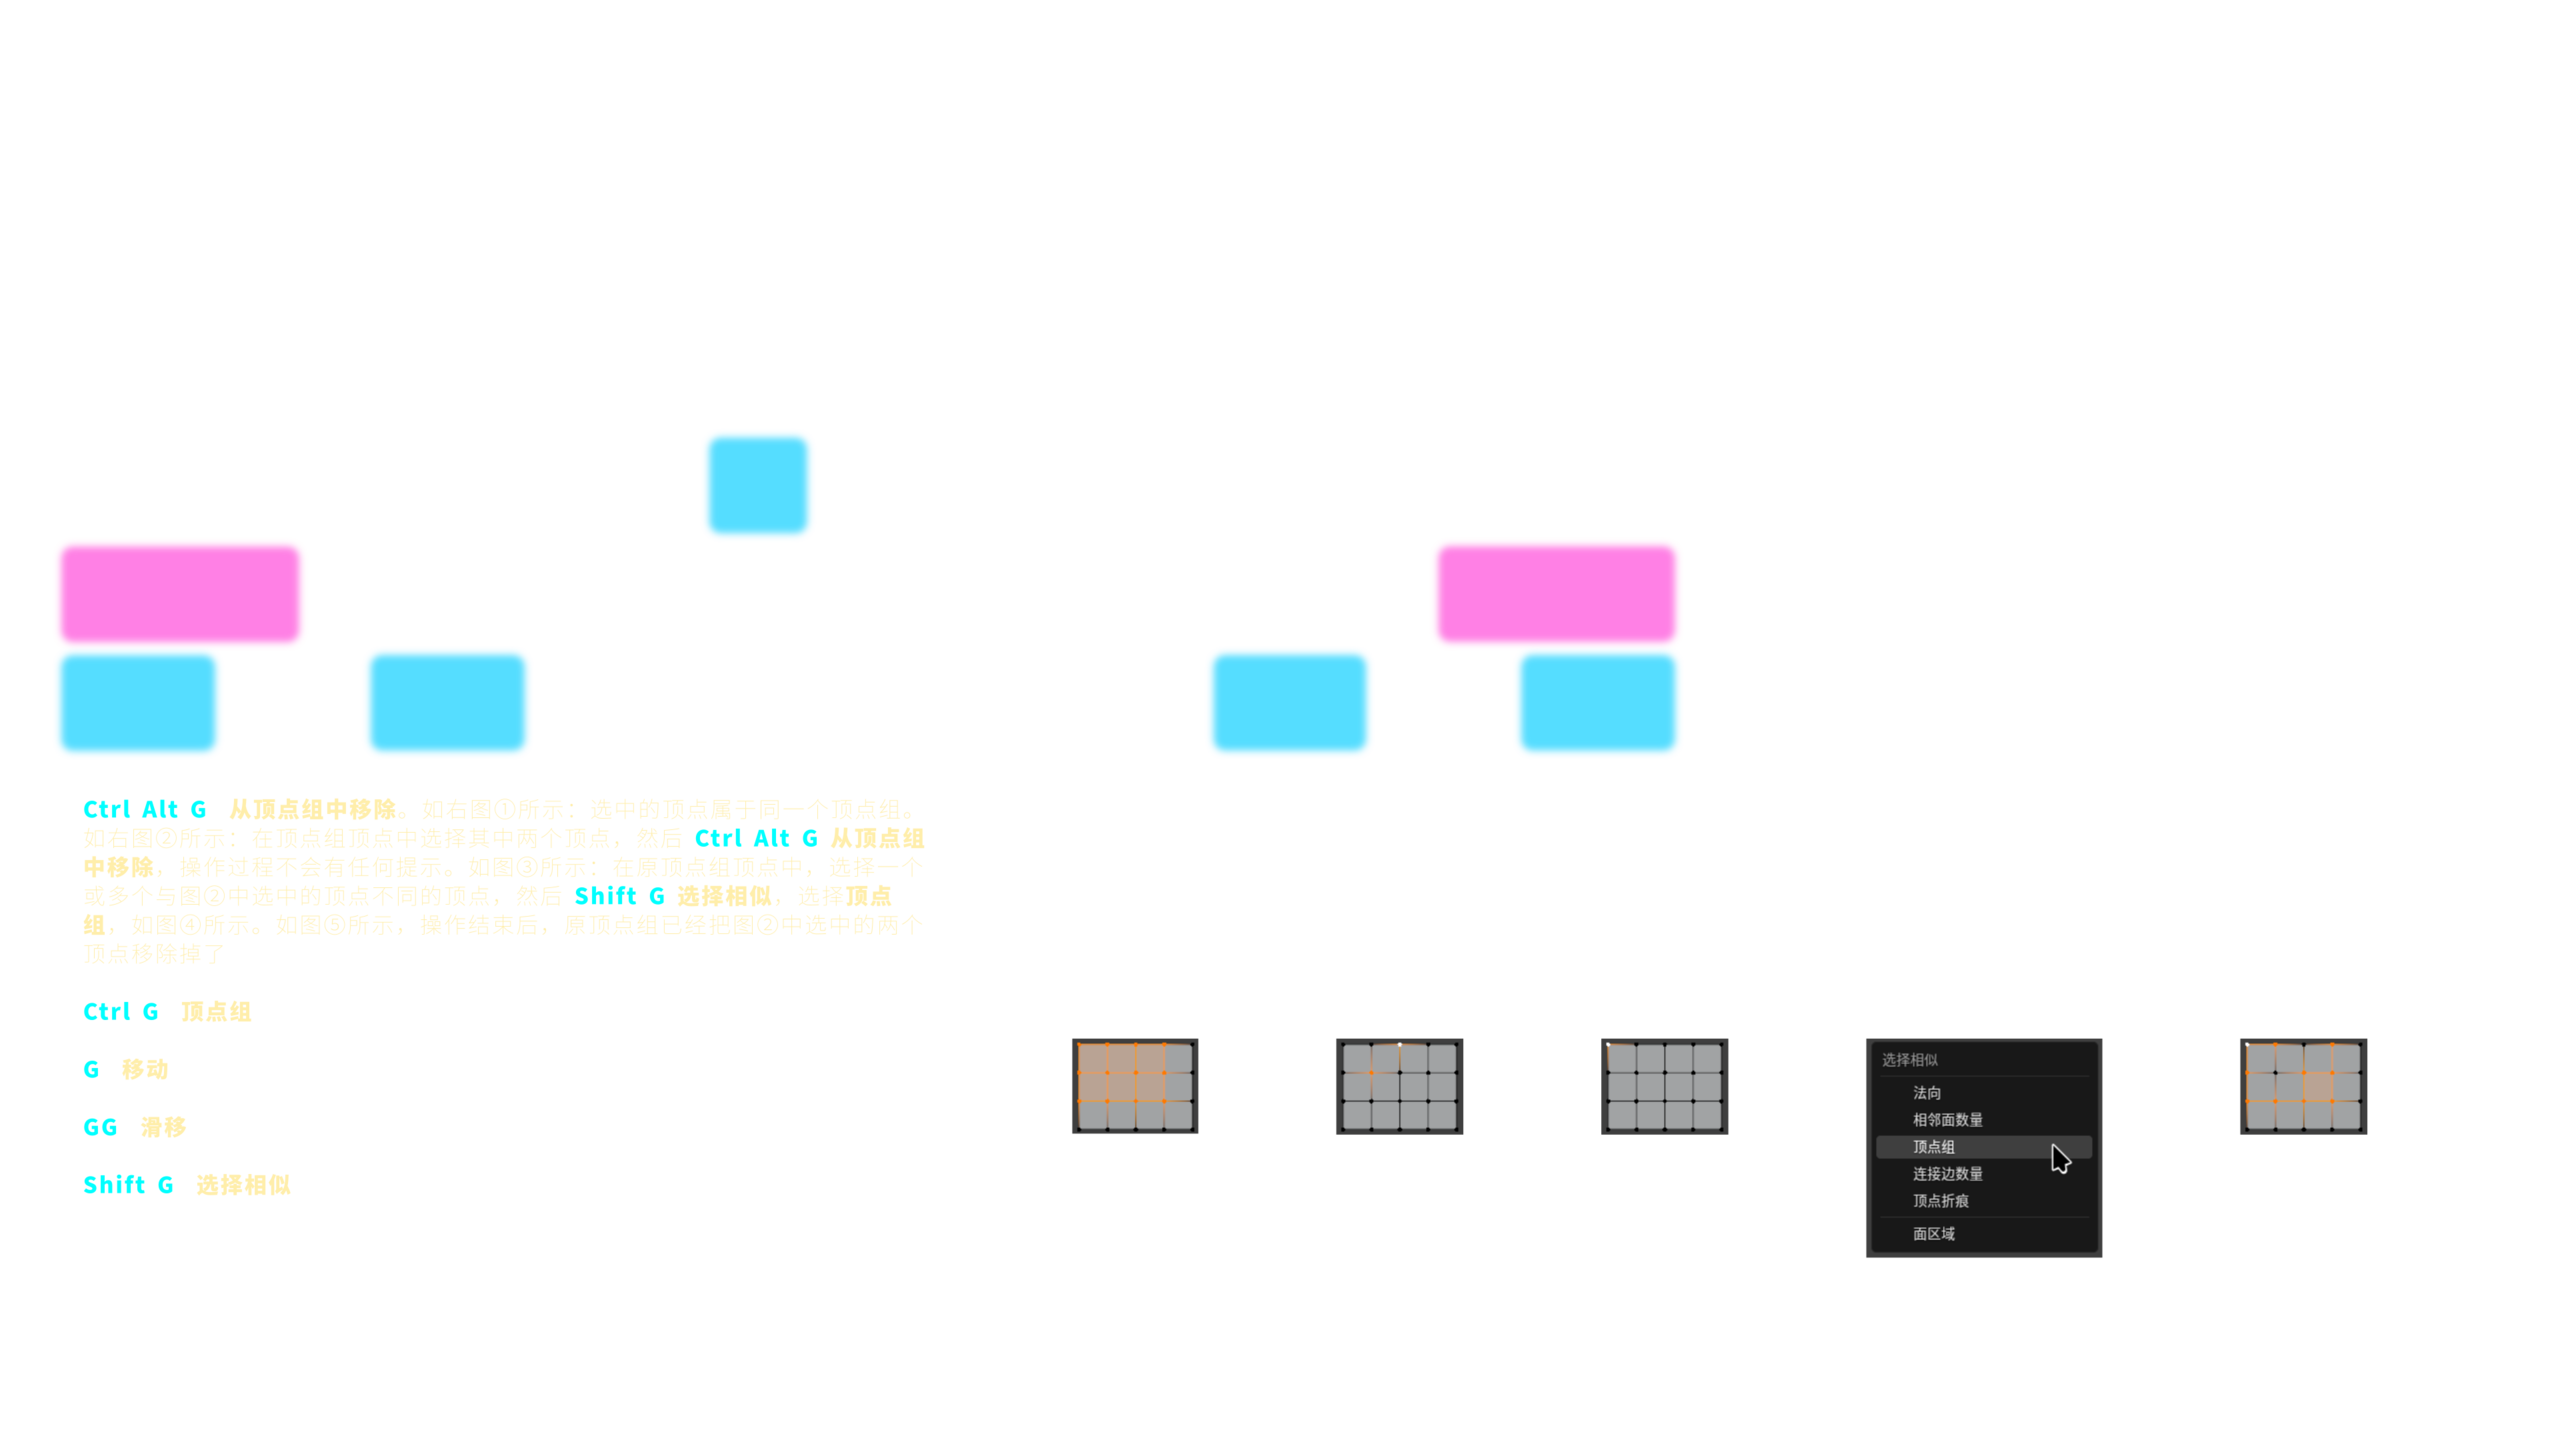 Ctrl Alt G 从顶点组中移除。如右图①所示：选中的顶点属于同一个顶点组。
如右图②所示：在顶点组顶点中选择其中两个顶点，然后 Ctrl Alt G 从顶点组
中移除，操作过程不会有任何提示。如图③所示：在原顶点组顶点中，选择一个
或多个与图②中选中的顶点不同的顶点，然后 Shift G 选择相似，选择顶点
组，如图④所示。如图⑤所示，操作结束后，原顶点组已经把图②中选中的两个
顶点移除掉了
Ctrl G 顶点组
G 移动
GG 滑移
Shift G 选择相似
选择相似
法向
相邻面数量
顶点组
连接边数量
顶点折痕
面区域